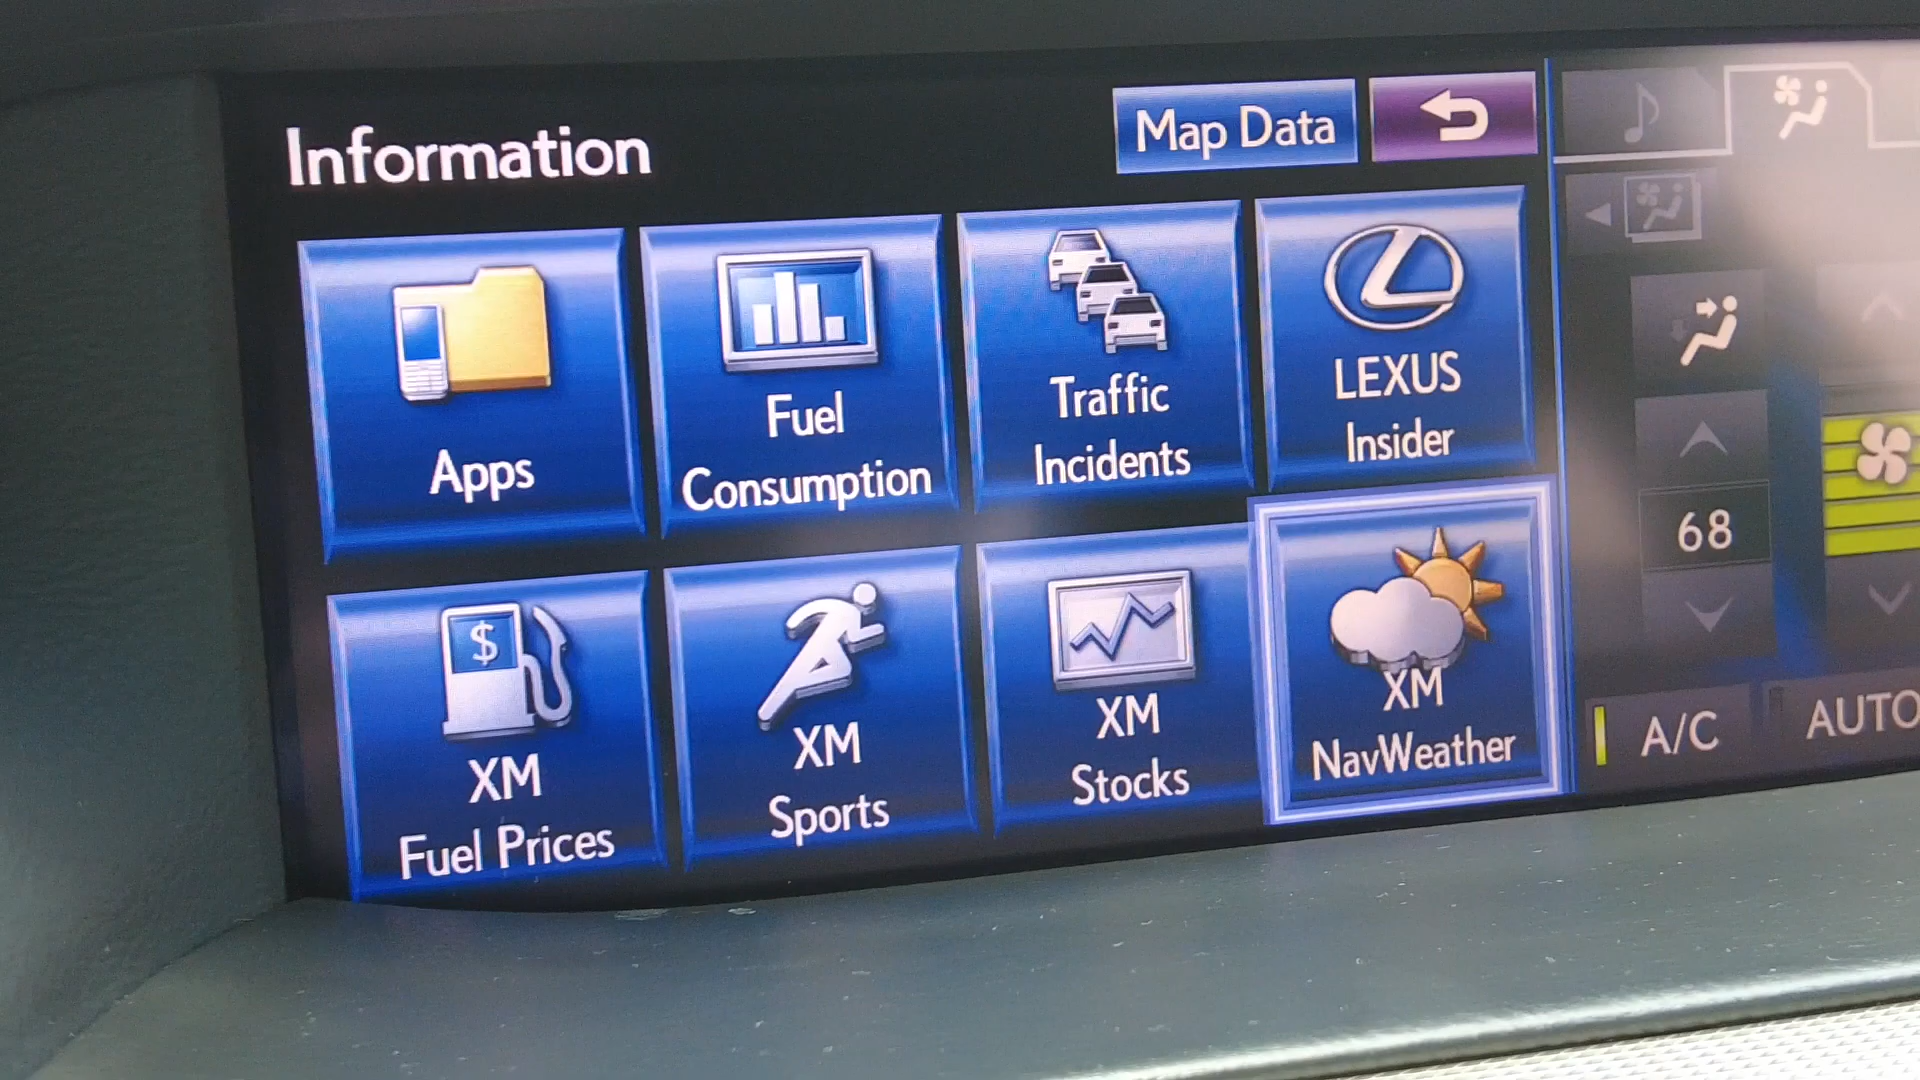 Information
Map Data
Apps
Fuel
Consumption
Traffic
Incidents
LEXUS
Insider
$
XM
Fuel Prices
XM
Sports
XM
Stocks
XM
NavWeather
68
A/C
AUTO